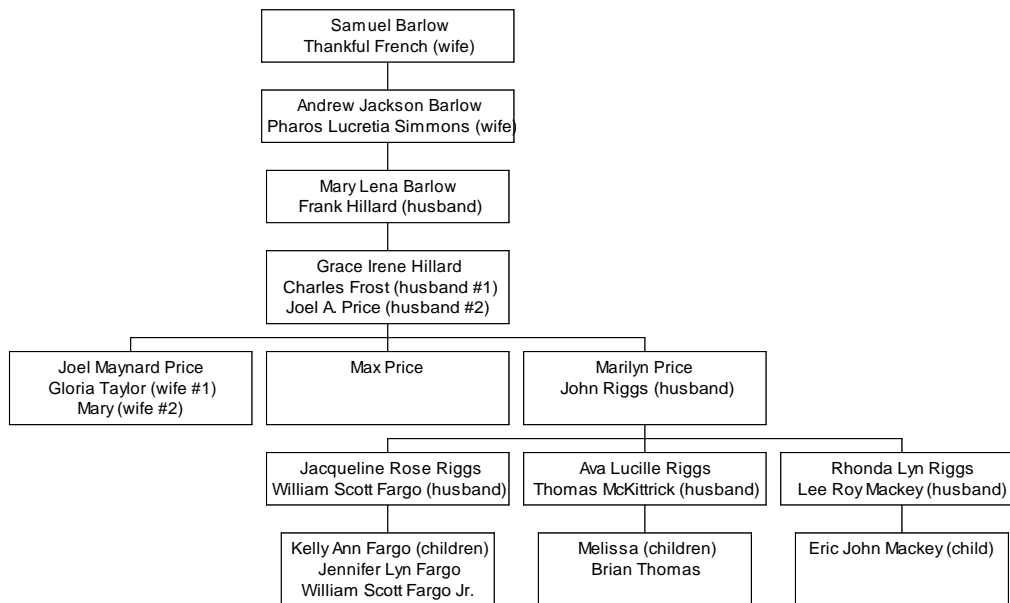 Samuel Barlow
Thankful French (wife)
Andrew Jackson Barlow
Pharos Lucretia Simmons (wife)
Mary Lena Barlow
Frank Hillard (husband)
Grace Irene Hillard
Charles Frost (husband #1)
Joel A. Price (husband #2)
Joel Maynard Price
Gloria Taylor (wife #1)
Mary (wife #2)
Max Price
Marilyn Price
John Riggs (husband)
Jacqueline Rose Riggs
William Scott Fargo (husband)
Ava Lucille Riggs
Thomas McKittrick (husband)
Rhonda Lyn Riggs
Lee Roy Mackey (husband)
Kelly Ann Fargo (children)
Jennifer Lyn Fargo
William Scott Fargo Jr.
Melissa (children)
Brian Thomas
Eric John Mackey (child)